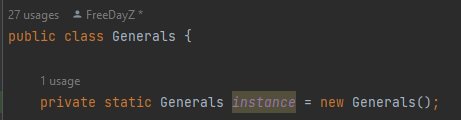 27 usages FreeDayZ *
public class Generals {
1 usage
private static Generals instance = new Generals();